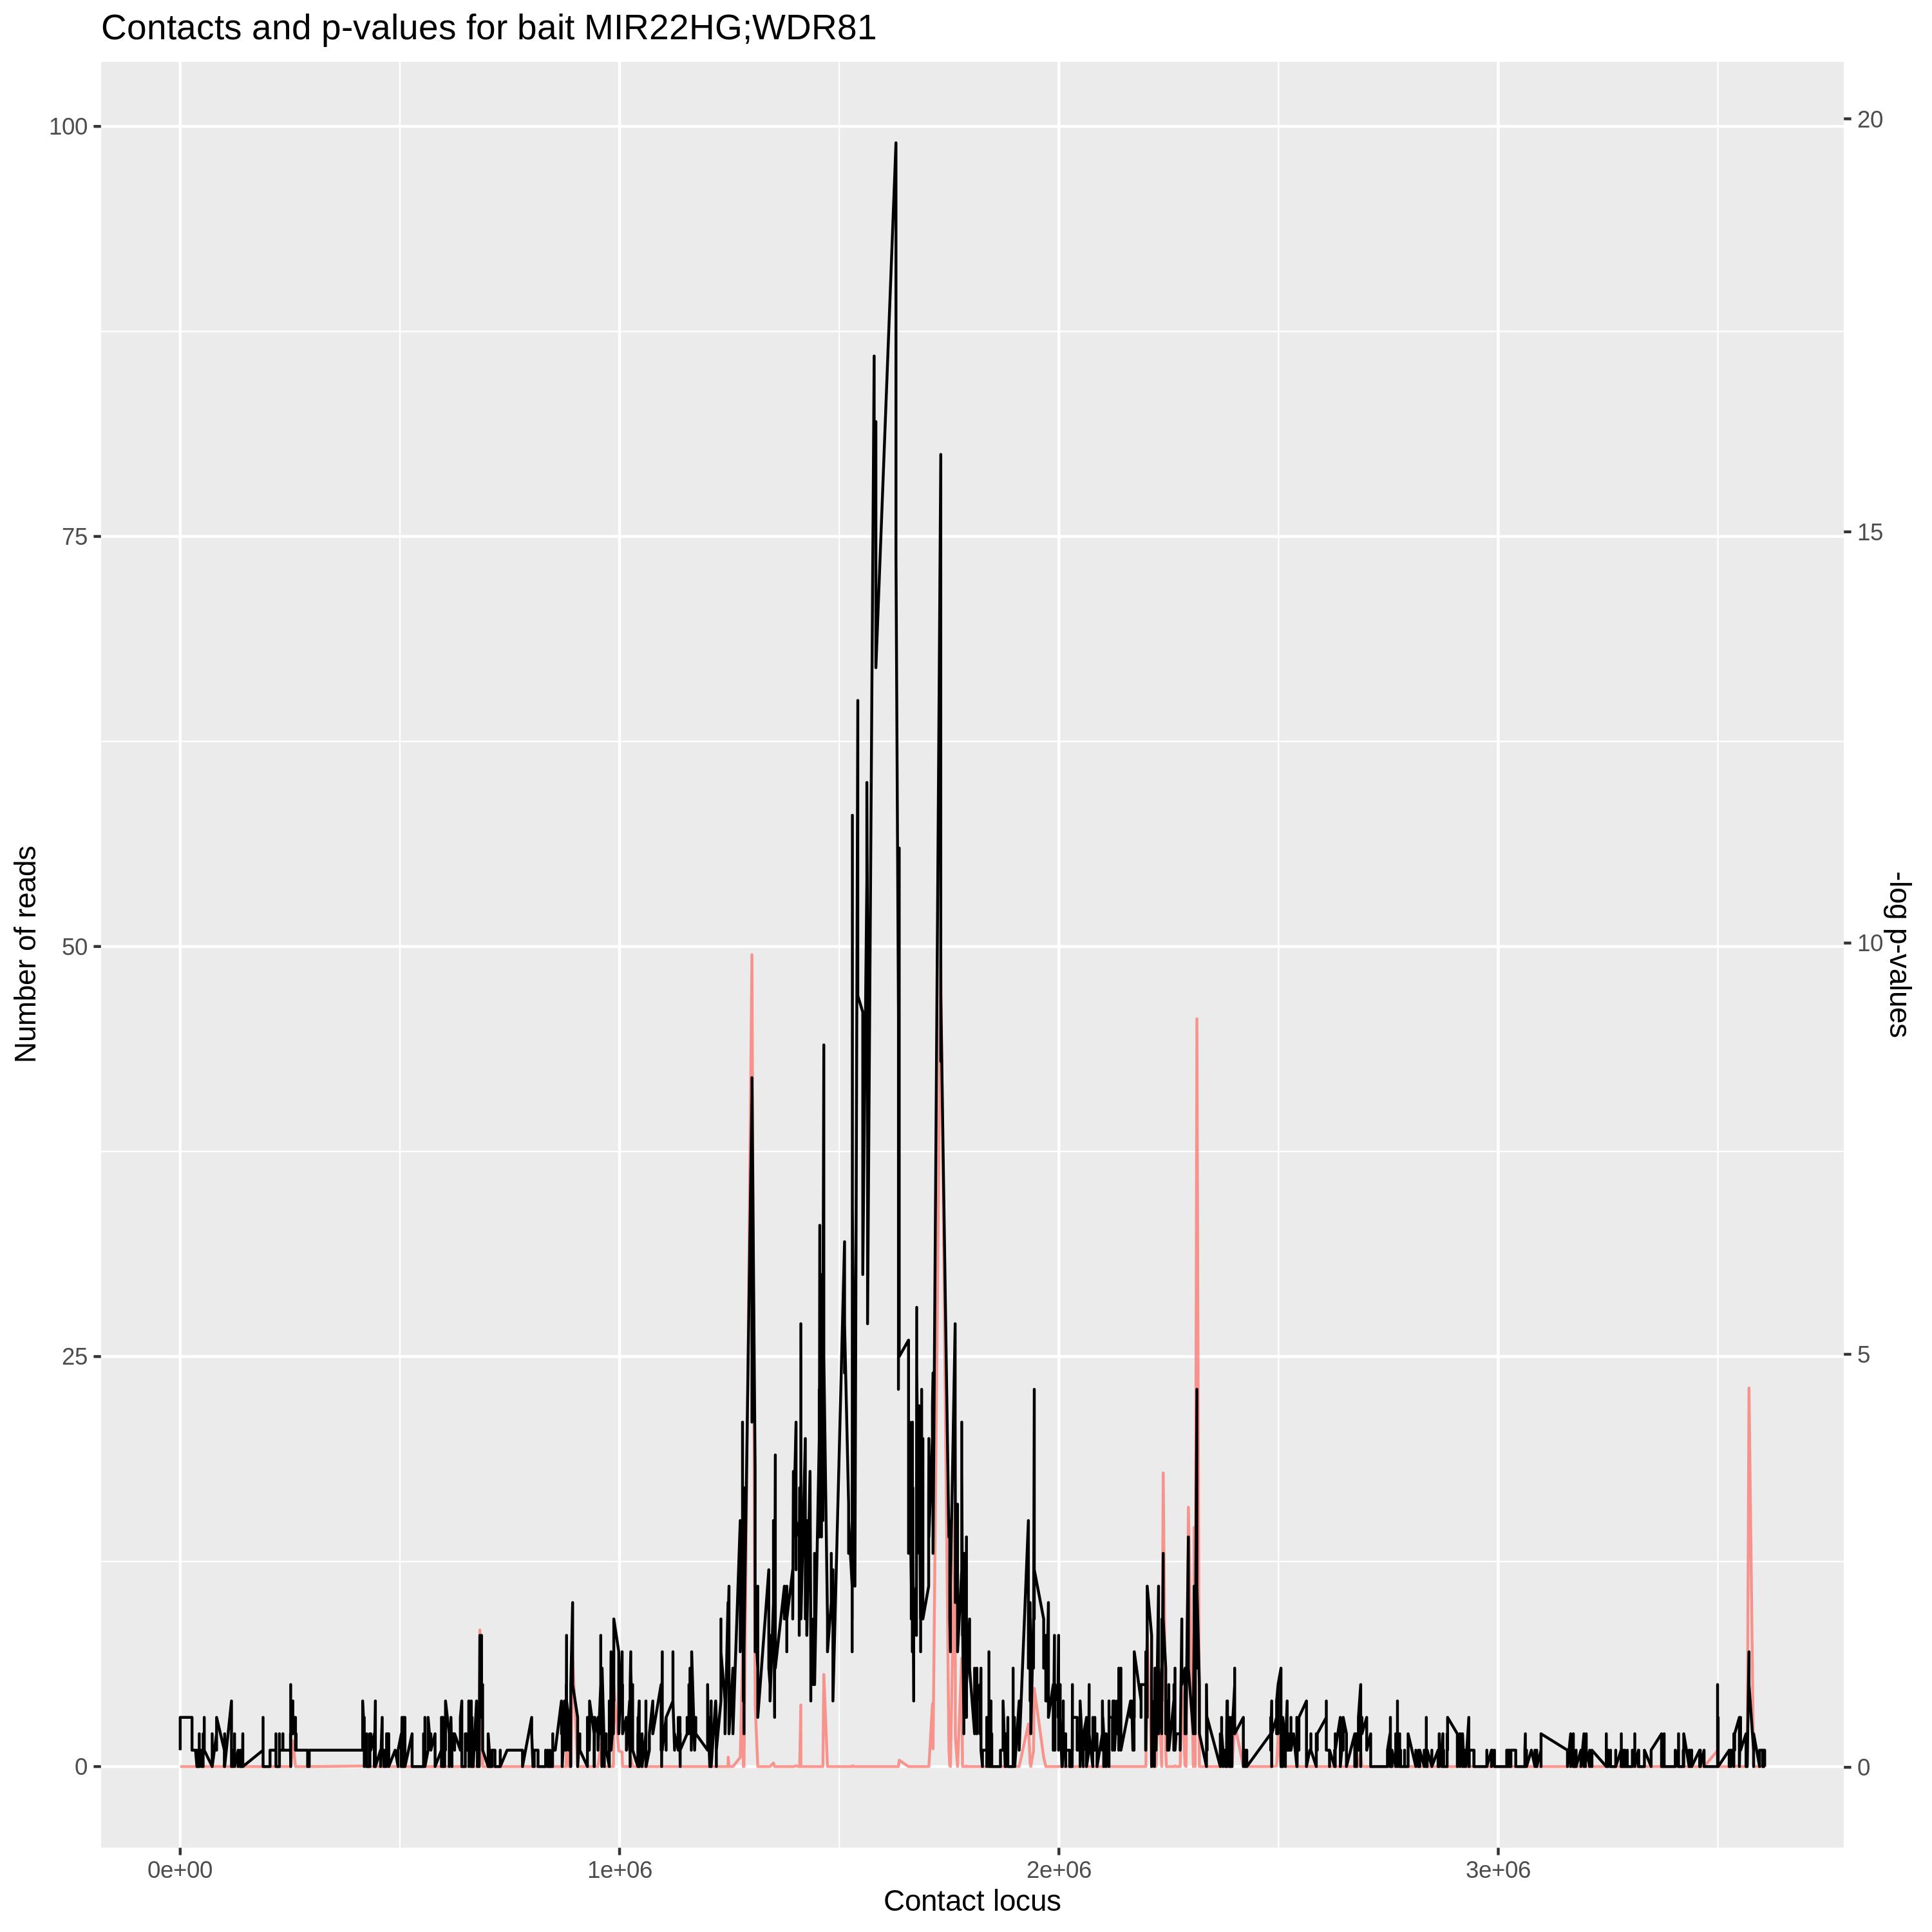 Contacts and p-values for bait MIR22HG;WDR81
100
75
50
25
0
Number of reads
20
15
10
5
0
-log p-values
0e+00
1e+06
2e+06
3e+06
Contact locus